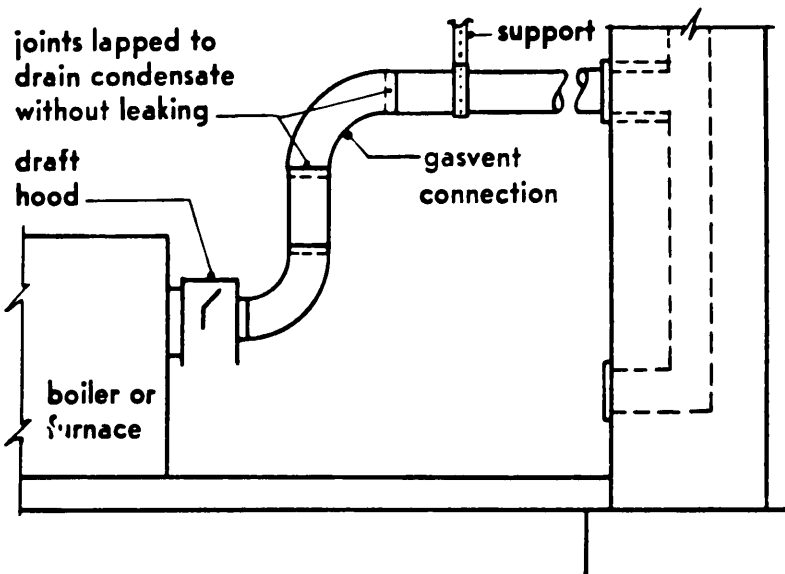 joints lapped to
drain condensate
without leaking
support
draft
hood
gasvent
connection
boiler or
furnace